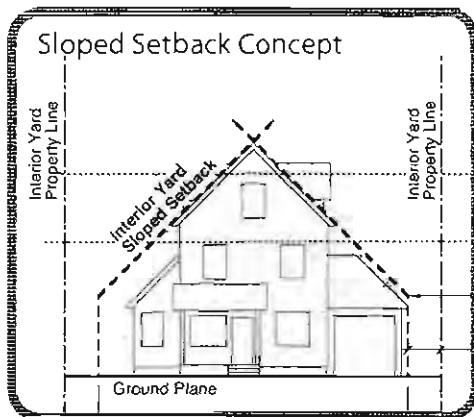 Sloped Setback Concept
Interior Yard
Property Line
Interior Yard
Sloped Setback
Interior Yard
Property Line
Ground Plane